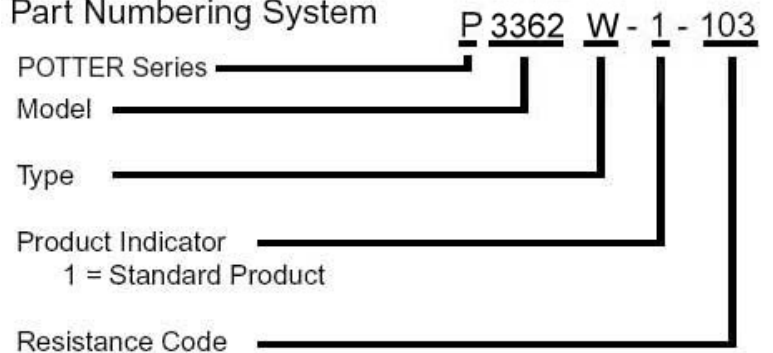 Part Numbering System
P 3362 W - 1 - 103
POTTER Series
Model
Type
Product Indicator
1 = Standard Product
Resistance Code